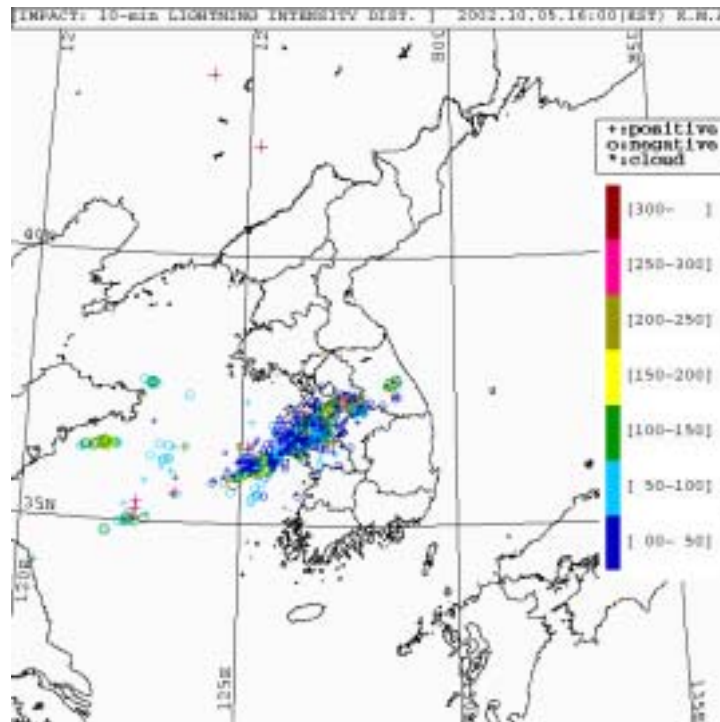 [IMPACT: 10-min LIGHTNING INTENSITY DIST. ] 2002.10.05.16:00(KST) K.M.
+:positive
o:negative
*:cloud
[300- ]
[250-300]
[200-250]
[150-200]
[100-150]
[ 50-100]
[ 00- 50]
40N
35N
120E
125E
135E